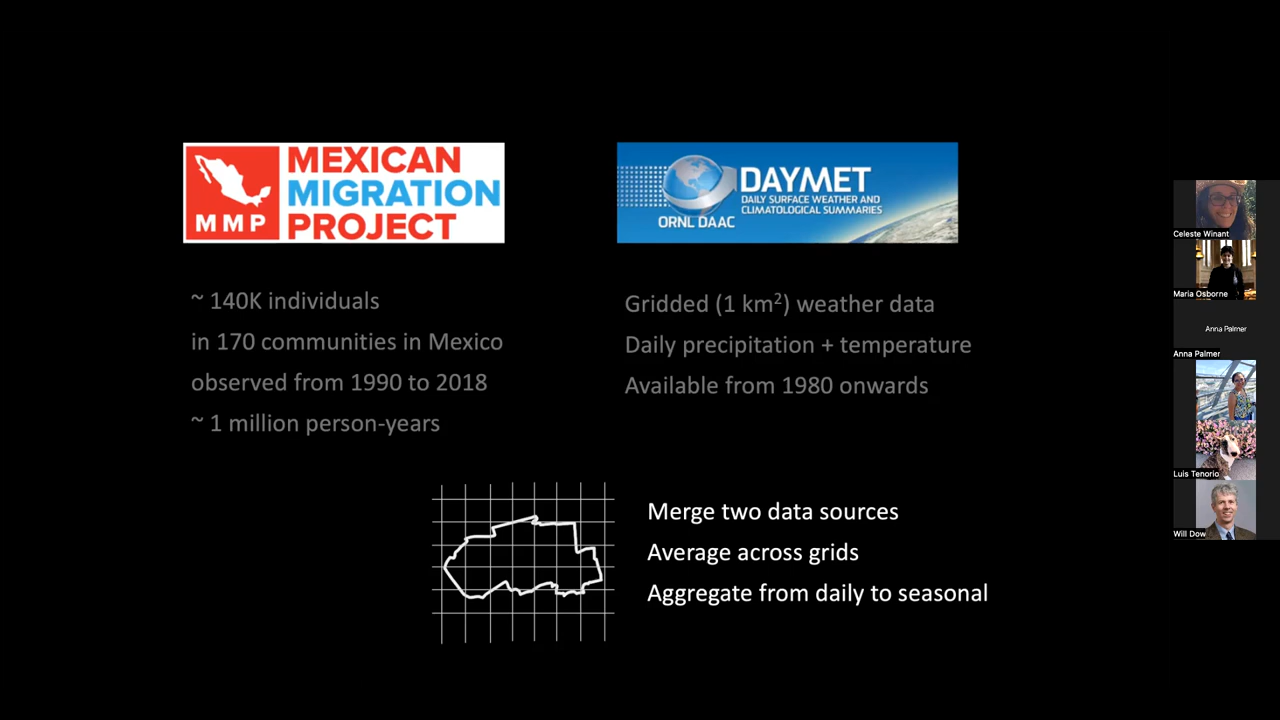 MMP
MEXICAN
MIGRATION
PROJECT
ORNL DAAC
DAYMET
DAILY SURFACE WEATHER AND
CLIMATOLOGICAL SUMMARIES
~ 140K individuals
in 170 communities in Mexico
observed from 1990 to 2018
~ 1 million person-years
Gridded (1 km²) weather data
Daily precipitation + temperature
Available from 1980 onwards
Merge two data sources
Average across grids
Aggregate from daily to seasonal
Celeste Winant
Maria Osborne
Anna Palmer
Anna Palmer
Luis Tenorio
Will Dow